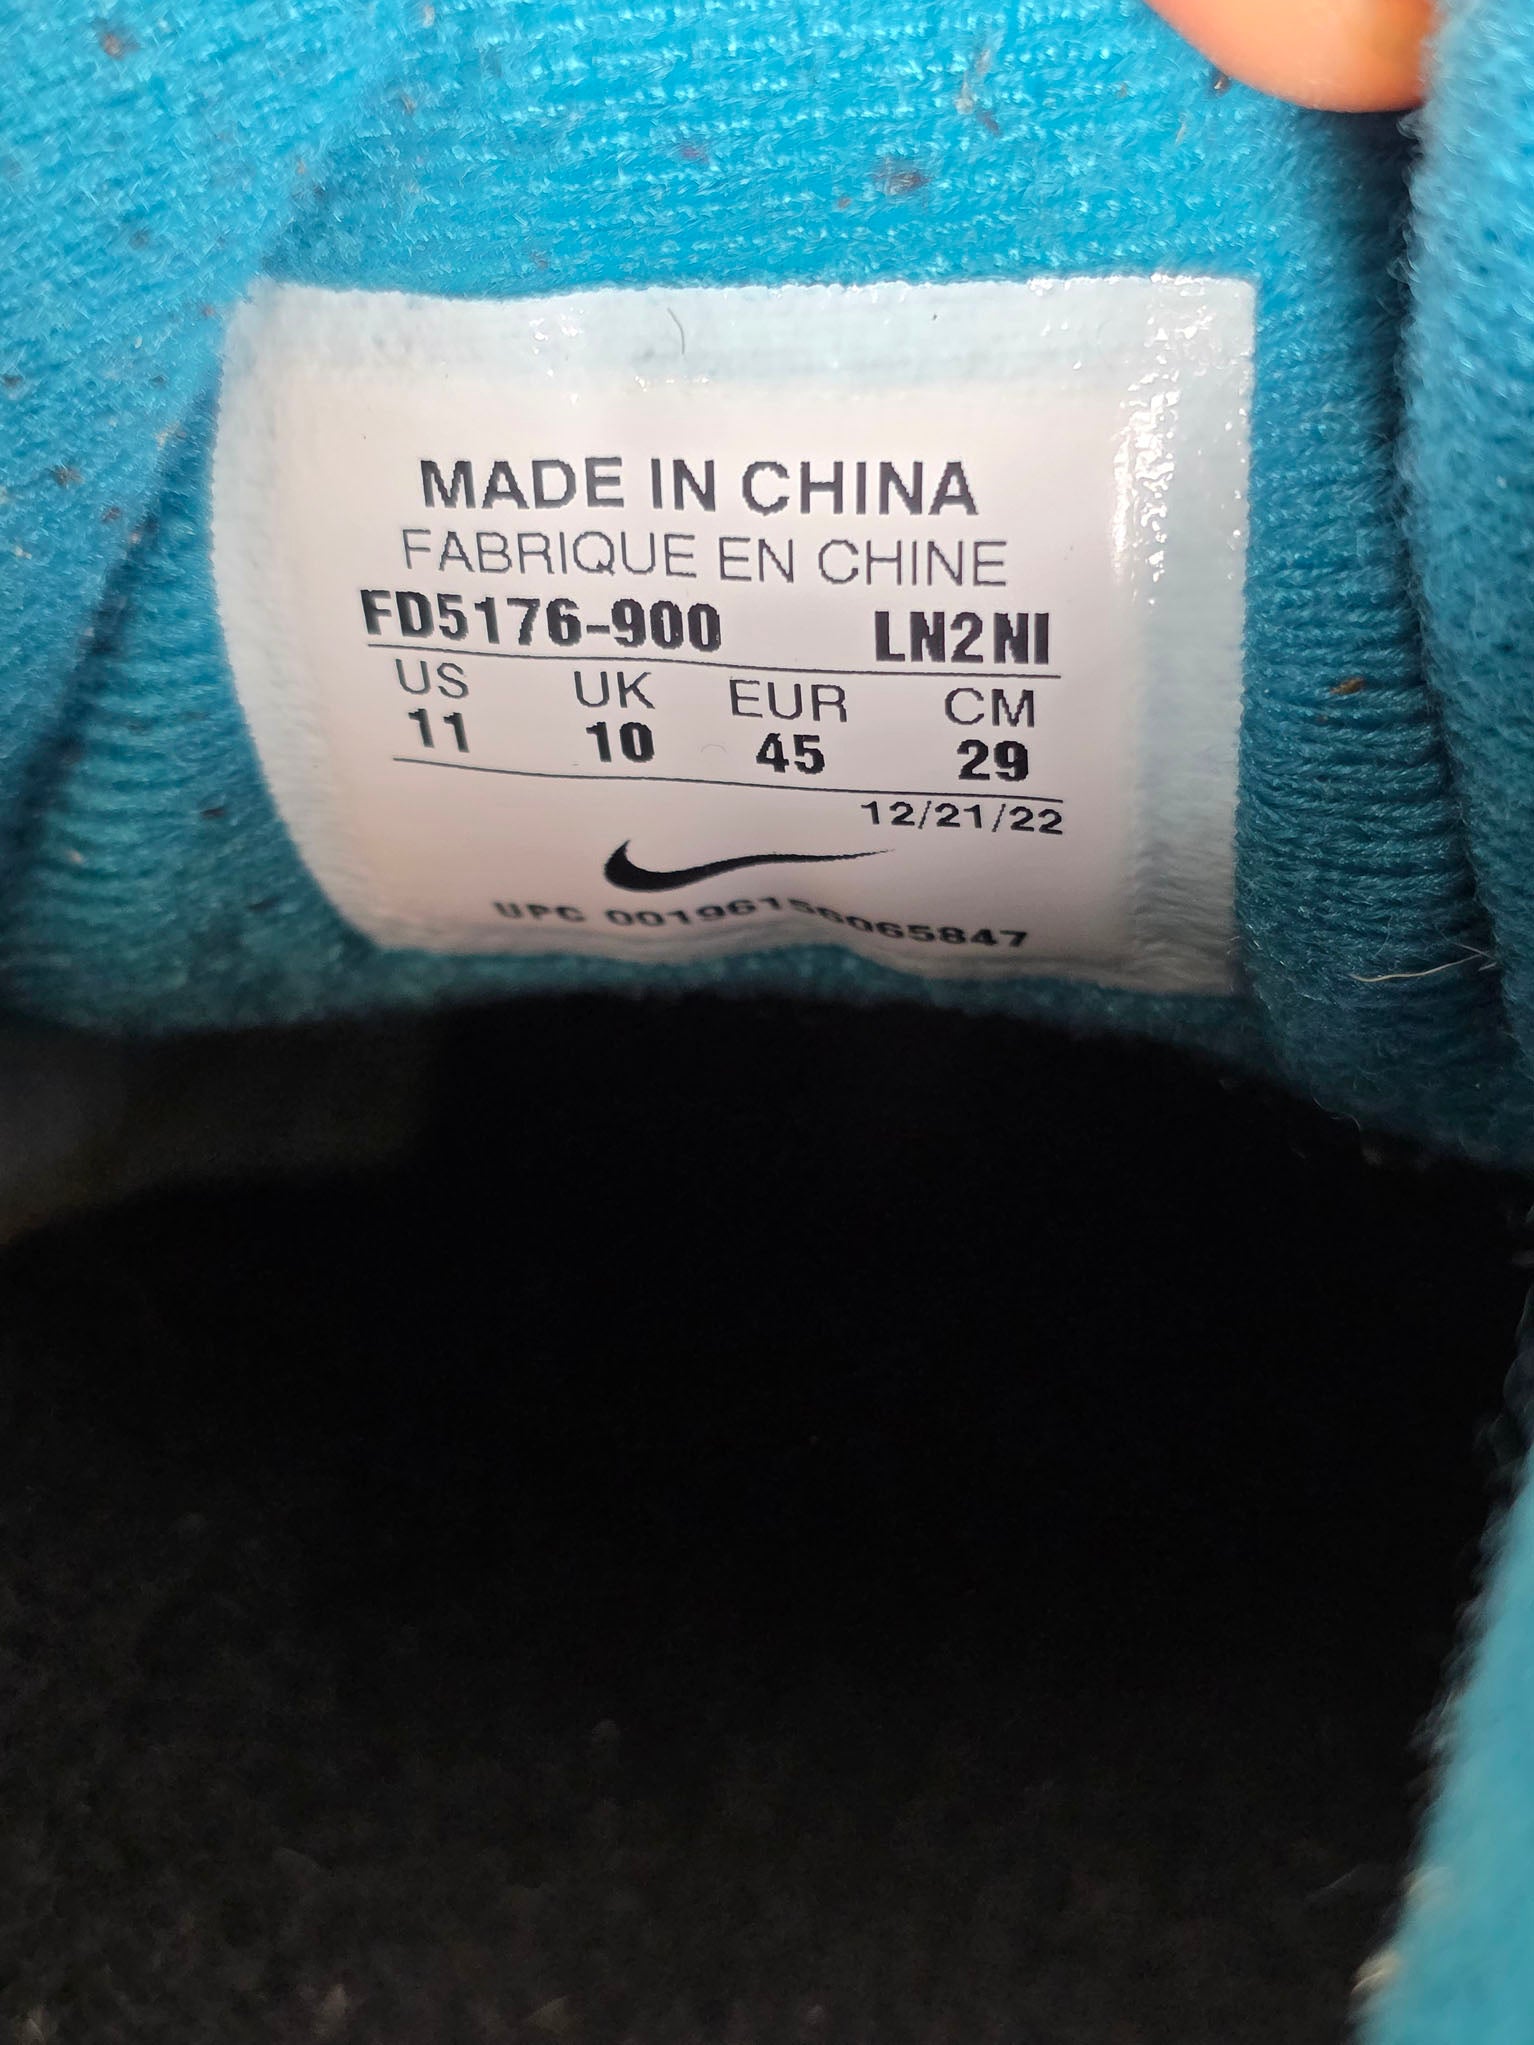 MADE IN CHINA
FABRIQUE EN CHINE
FD5176-900 LN2NI
US UK EUR CM
11 10 45 29
12/21/22
UPC 00196156065847